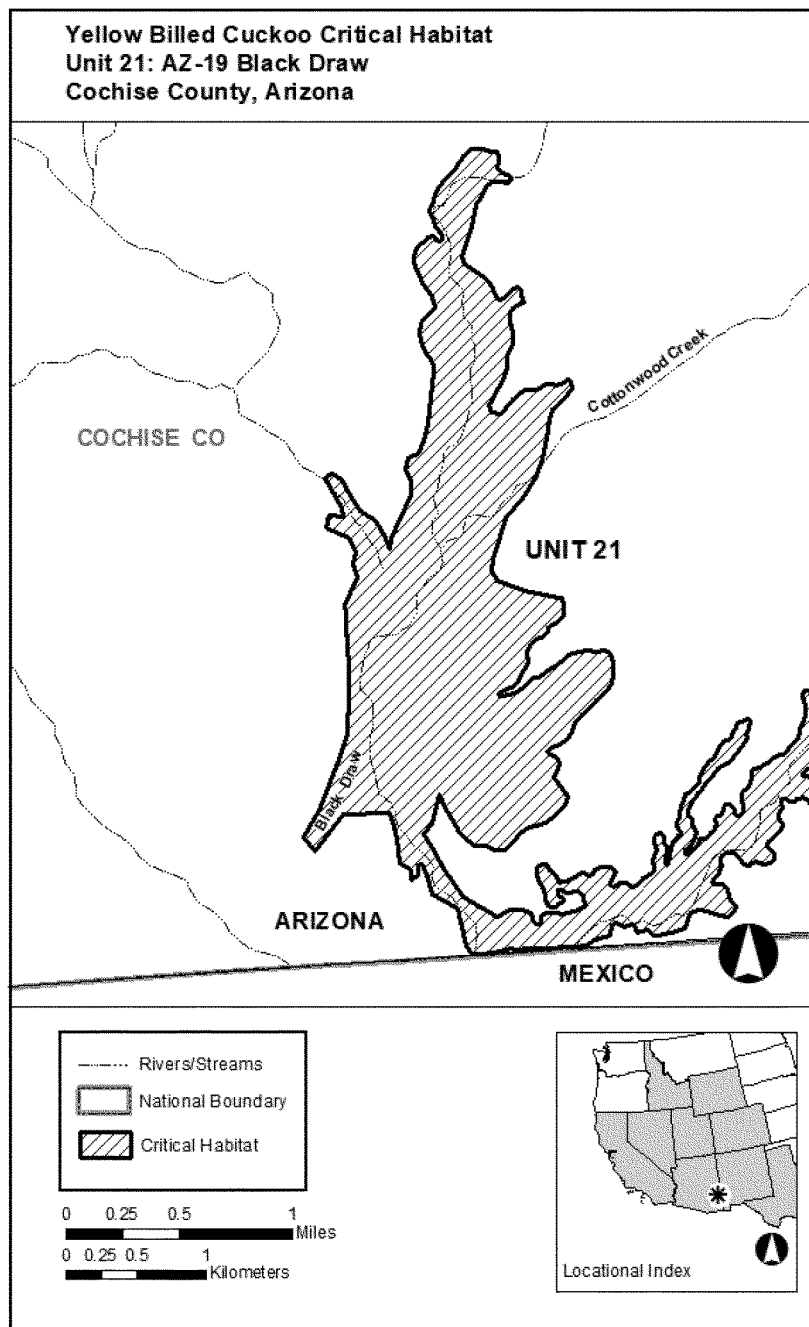 Yellow Billed Cuckoo Critical Habitat
Unit 21: AZ-19 Black Draw
Cochise County, Arizona
Cottonwood Creek
COCHISE CO
UNIT 21
Black Draw
ARIZONA
MEXICO
Rivers/Streams
National Boundary
Critical Habitat
0 0.25 0.5 1
Miles
0 0.25 0.5 1
Kilometers
Locational Index